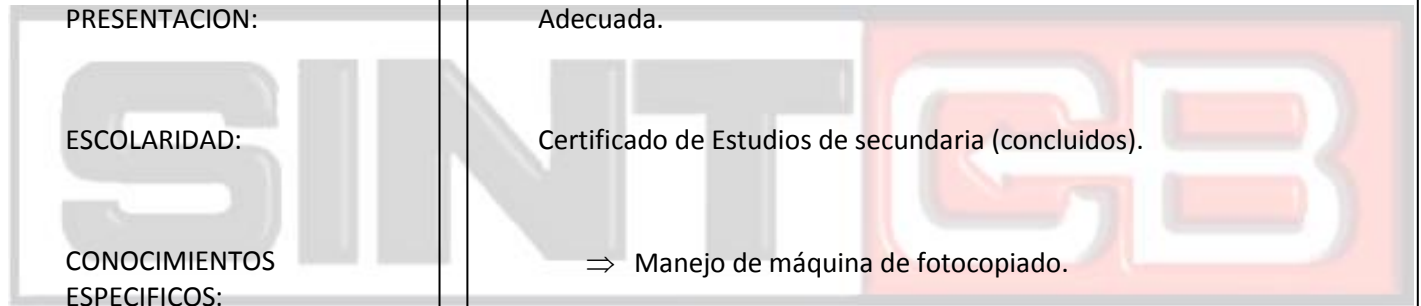 PRESENTACION: Adecuada.
ESCOLARIDAD: Certificado de Estudios de secundaria (concluidos).
CONOCIMIENTOS ⇒ Manejo de máquina de fotocopiado.
ESPECIFICOS:
SINTCB